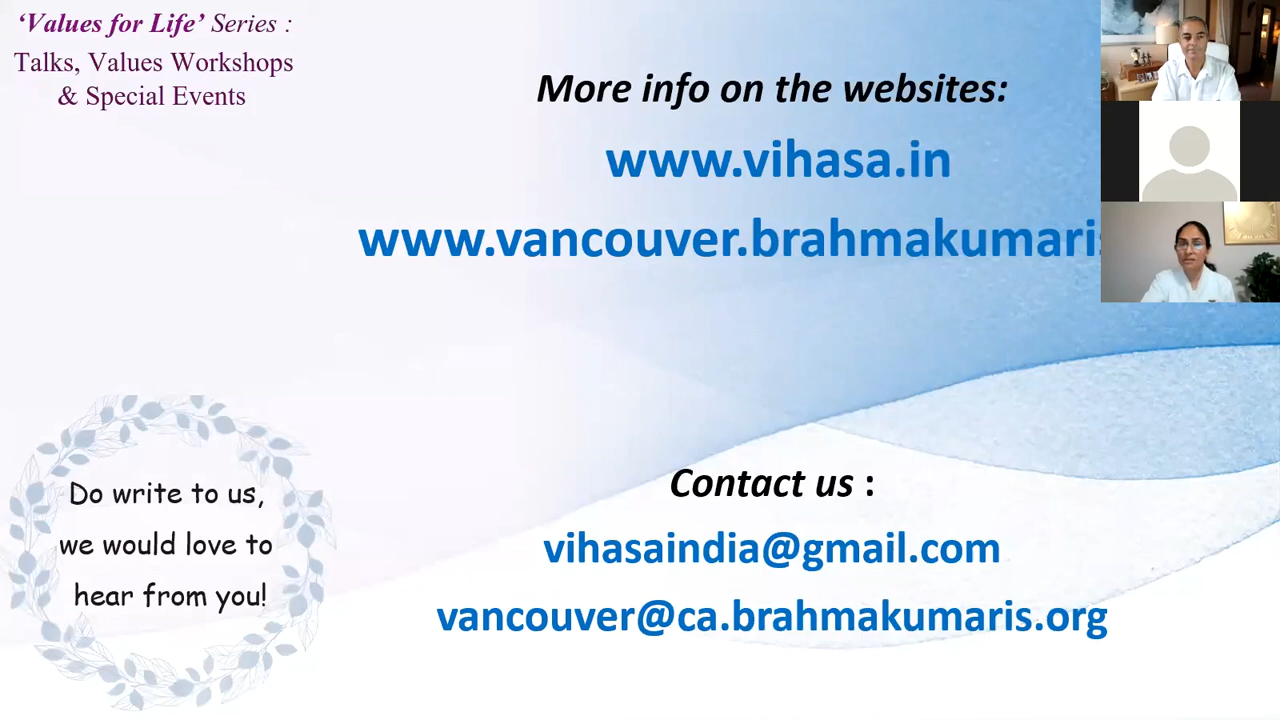 ‘Values for Life’ Series :
Talks, Values Workshops
& Special Events
More info on the websites:
www.vihasa.in
www.vancouver.brahmakumaris
Contact us :
vihasaindia@gmail.com
vancouver@ca.brahmakumaris.org
Do write to us,
we would love to
hear from you!